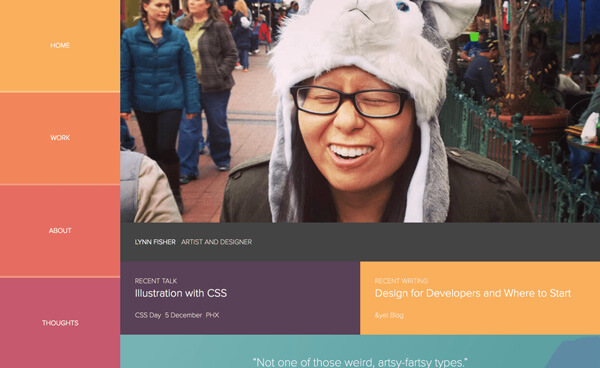 HOME
WORK
ABOUT
THOUGHTS
LYNN FISHER ARTIST AND DESIGNER
RECENT TALK
Illustration with CSS
CSS Day 5 December PHX
RECENT WRITING
Design for Developers and Where to Start
&yet Blog
“Not one of those weird, artsy-fartsy types.”